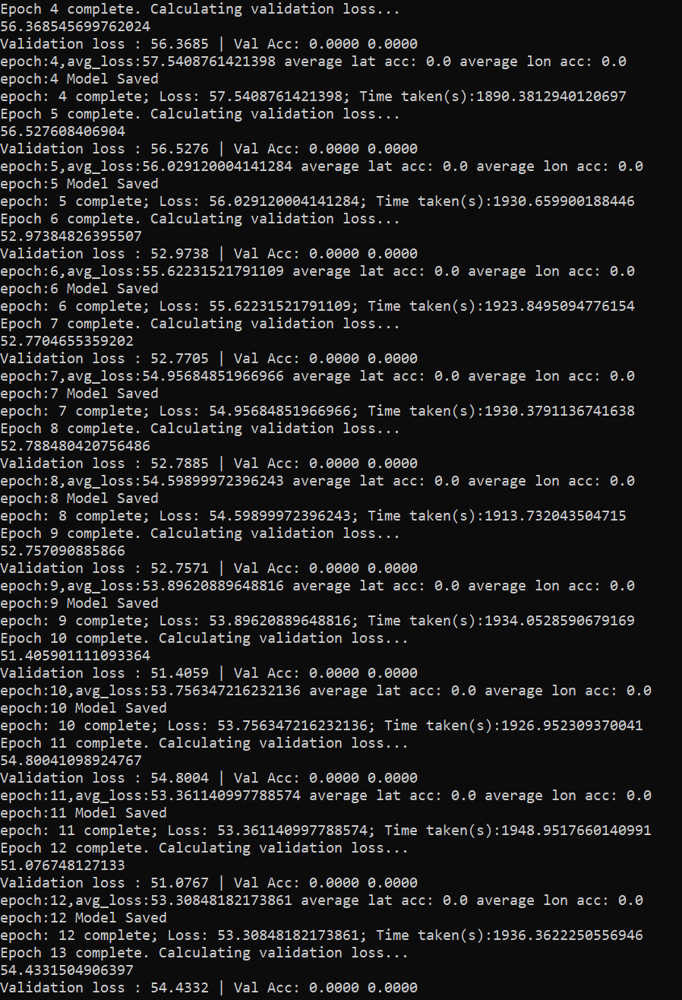 Epoch 4 complete. Calculating validation loss...
56.368545699762024
Validation loss : 56.3685 | Val Acc: 0.0000 0.0000
epoch:4,avg_loss:57.5408761421398 average lat acc: 0.0 average lon acc: 0.0
epoch:4 Model Saved
epoch: 4 complete; Loss: 57.5408761421398; Time taken(s):1890.3812940120697
Epoch 5 complete. Calculating validation loss...
56.527608406904
Validation loss : 56.5276 | Val Acc: 0.0000 0.0000
epoch:5,avg_loss:56.029120004141284 average lat acc: 0.0 average lon acc: 0.0
epoch:5 Model Saved
epoch: 5 complete; Loss: 56.029120004141284; Time taken(s):1930.659900188446
Epoch 6 complete. Calculating validation loss...
52.97384826395507
Validation loss : 52.9738 | Val Acc: 0.0000 0.0000
epoch:6,avg_loss:55.62231521791109 average lat acc: 0.0 average lon acc: 0.0
epoch:6 Model Saved
epoch: 6 complete; Loss: 55.62231521791109; Time taken(s):1923.8495094776154
Epoch 7 complete. Calculating validation loss...
52.7704655359202
Validation loss : 52.7705 | Val Acc: 0.0000 0.0000
epoch:7,avg_loss:54.95684851966966 average lat acc: 0.0 average lon acc: 0.0
epoch:7 Model Saved
epoch: 7 complete; Loss: 54.95684851966966; Time taken(s):1930.3791136741638
Epoch 8 complete. Calculating validation loss...
52.788480420756486
Validation loss : 52.7885 | Val Acc: 0.0000 0.0000
epoch:8,avg_loss:54.59899972396243 average lat acc: 0.0 average lon acc: 0.0
epoch:8 Model Saved
epoch: 8 complete; Loss: 54.59899972396243; Time taken(s):1913.732043504715
Epoch 9 complete. Calculating validation loss...
52.757090885866
Validation loss : 52.7571 | Val Acc: 0.0000 0.0000
epoch:9,avg_loss:53.89620889648816 average lat acc: 0.0 average lon acc: 0.0
epoch:9 Model Saved
epoch: 9 complete; Loss: 53.89620889648816; Time taken(s):1934.0528590679169
Epoch 10 complete. Calculating validation loss...
51.405901111093364
Validation loss : 51.4059 | Val Acc: 0.0000 0.0000
epoch:10,avg_loss:53.756347216232136 average lat acc: 0.0 average lon acc: 0.0
epoch:10 Model Saved
epoch: 10 complete; Loss: 53.756347216232136; Time taken(s):1926.952309370041
Epoch 11 complete. Calculating validation loss...
54.80041098924767
Validation loss : 54.8004 | Val Acc: 0.0000 0.0000
epoch:11,avg_loss:53.361140997788574 average lat acc: 0.0 average lon acc: 0.0
epoch:11 Model Saved
epoch: 11 complete; Loss: 53.361140997788574; Time taken(s):1948.9517660140991
Epoch 12 complete. Calculating validation loss...
51.076748127133
Validation loss : 51.0767 | Val Acc: 0.0000 0.0000
epoch:12,avg_loss:53.30848182173861 average lat acc: 0.0 average lon acc: 0.0
epoch:12 Model Saved
epoch: 12 complete; Loss: 53.30848182173861; Time taken(s):1936.3622250556946
Epoch 13 complete. Calculating validation loss...
54.4331504906397
Validation loss : 54.4332 | Val Acc: 0.0000 0.0000